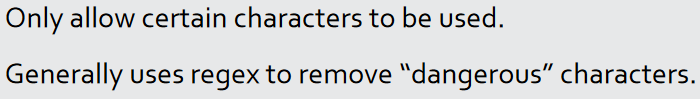 Only allow certain characters to be used.
Generally uses regex to remove “dangerous” characters.